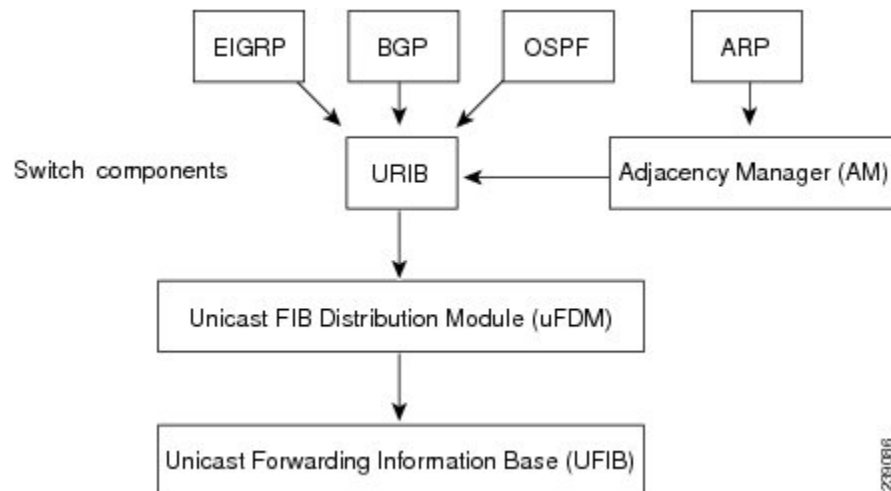 EIGRP
BGP
OSPF
ARP
Switch components
URIB
Adjacency Manager (AM)
Unicast FIB Distribution Module (uFDM)
Unicast Forwarding Information Base (UFIB)
239086